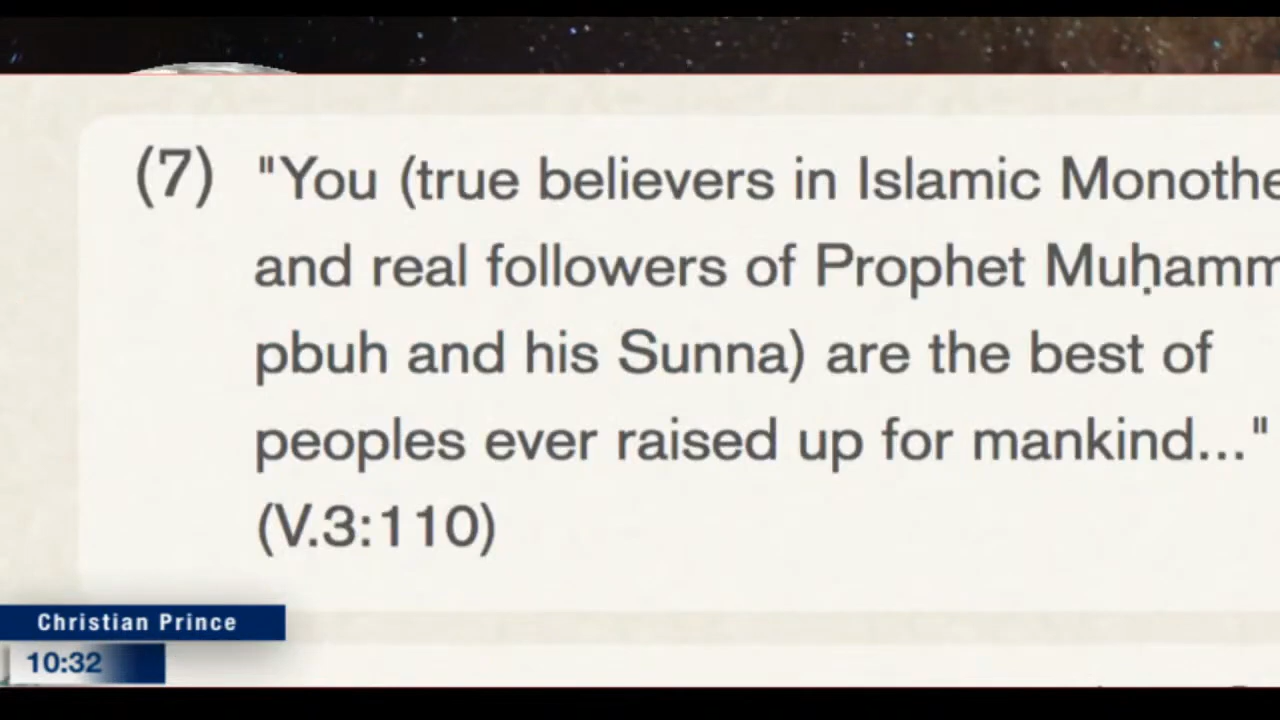 (7) "You (true believers in Islamic Monothe
and real followers of Prophet Muḥamm
pbuh and his Sunna) are the best of
peoples ever raised up for mankind..."
(V.3:110)
Christian Prince
10:32